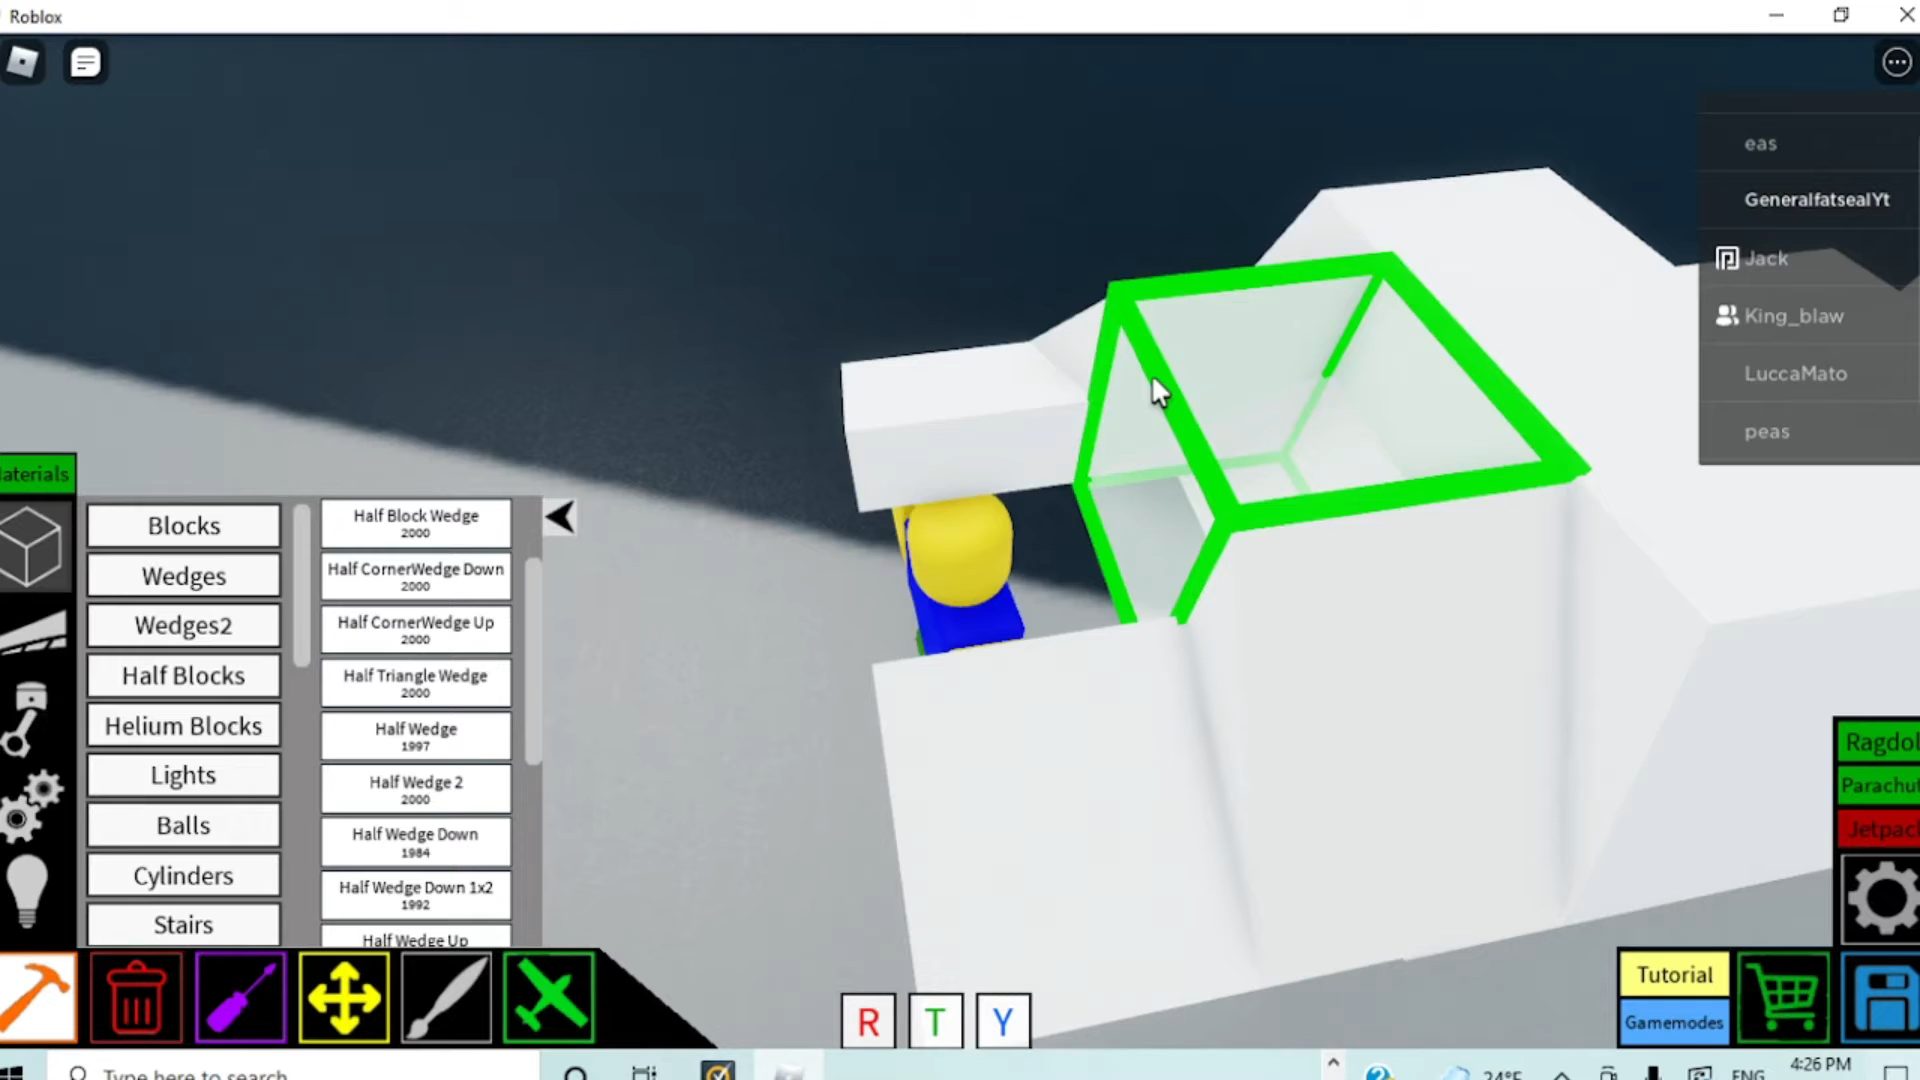 Roblox
eas
GeneralfatsealYt
Jack
King_blaw
LuccaMato
peas
aterials
Blocks
Wedges
Wedges2
Half Blocks
Helium Blocks
Lights
Balls
Cylinders
Stairs
Half Block Wedge
2000
Half CornerWedge Down
2000
Half CornerWedge Up
2000
Half Triangle Wedge
2000
Half Wedge
1997
Half Wedge 2
2000
Half Wedge Down
1984
Half Wedge Down 1x2
1992
Half Wedge Up
R T Y
Ragdol
Parachut
Jetpac
Tutorial
Gamemodes
Type here to search
24°F
ENG
4:26 PM